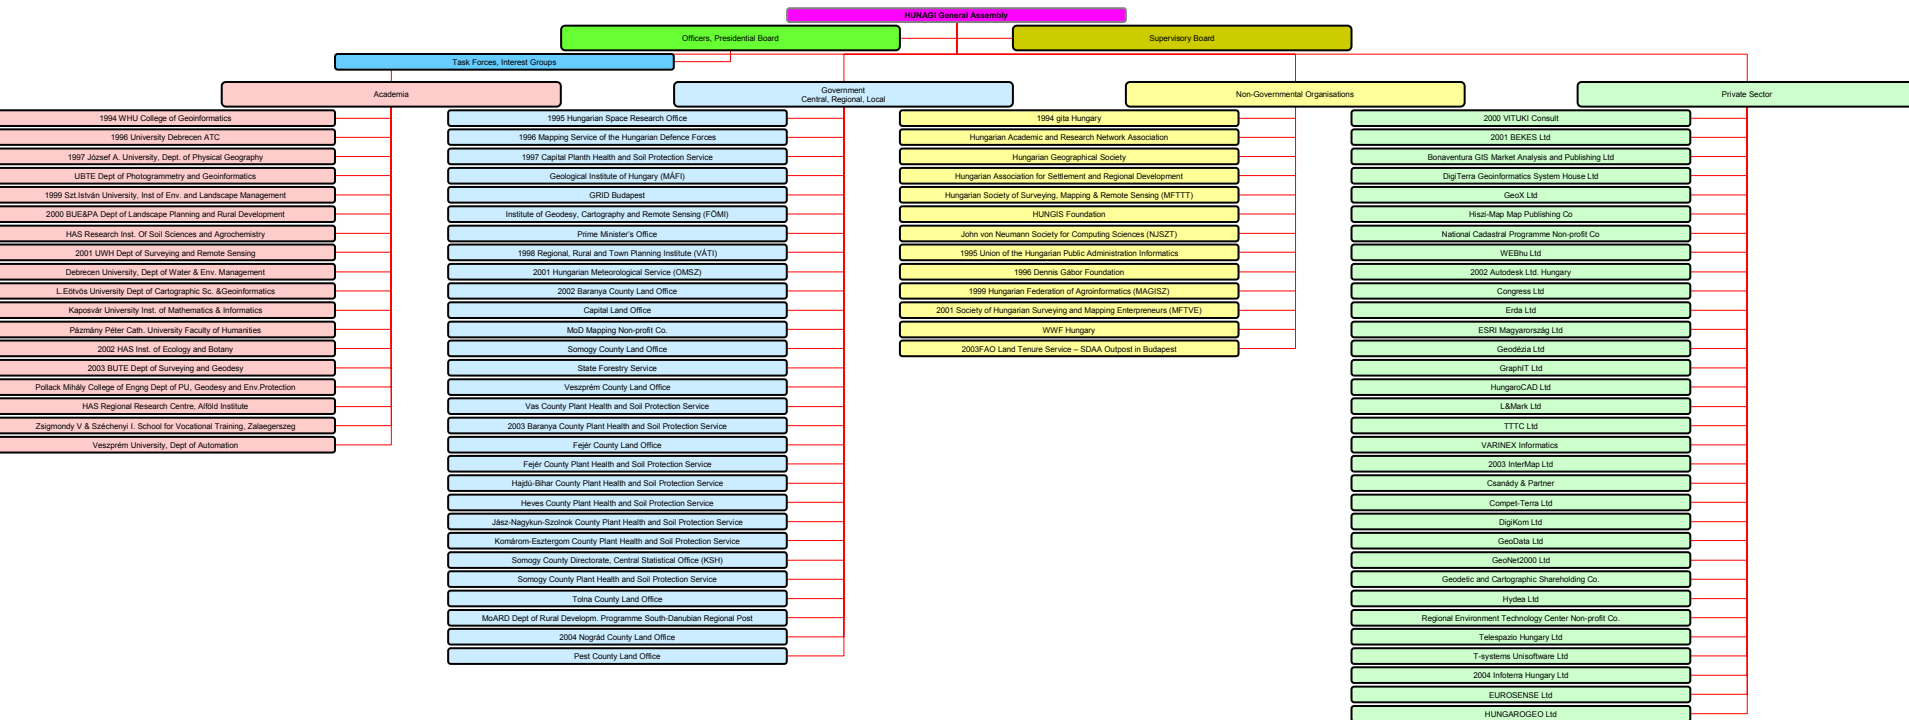 HUNAGI General Assembly
Officers, Presidential Board
Supervisory Board
Task Forces, Interest Groups
Academia
Government
Central, Regional, Local
Non-Governmental Organisations
Private Sector
1994 WHU College of Geoinformatics
1996 University Debrecen ATC
1997 József A. University, Dept. of Physical Geography
UBTE Dept of Photogrammetry and Geoinformatics
1999 Szt.István University, Inst of Env. and Landscape Management
2000 BUE&PA Dept of Landscape Planning and Rural Development
HAS Research Inst. Of Soil Sciences and Agrochemistry
2001 UWH Dept of Surveying and Remote Sensing
Debrecen University, Dept of Water & Env. Management
L.Eötvös University Dept of Cartographic Sc. &Geoinformatics
Kaposvár University Inst. of Mathematics & Informatics
Pázmány Péter Cath. University Faculty of Humanities
2002 HAS Inst. of Ecology and Botany
2003 BUTE Dept of Surveying and Geodesy
Pollack Mihály College of Engng Dept of PU, Geodesy and Env.Protection
HAS Regional Research Centre, Alföld Institute
Zsigmondy V & Széchenyi I. School for Vocational Training, Zalaegerszeg
Veszprém University, Dept of Automation
1995 Hungarian Space Research Office
1996 Mapping Service of the Hungarian Defence Forces
1997 Capital Planth Health and Soil Protection Service
Geological Institute of Hungary (MÁFI)
GRID Budapest
Institute of Geodesy, Cartography and Remote Sensing (FÖMI)
Prime Minister's Office
1998 Regional, Rural and Town Planning Institute (VÁTI)
2001 Hungarian Meteorological Service (OMSZ)
2002 Baranya County Land Office
Capital Land Office
MoD Mapping Non-profit Co.
Somogy County Land Office
State Forestry Service
Veszprém County Land Office
Vas County Plant Health and Soil Protection Service
2003 Baranya County Plant Health and Soil Protection Service
Fejér County Land Office
Fejér County Plant Health and Soil Protection Service
Hajdú-Bihar County Plant Health and Soil Protection Service
Heves County Plant Health and Soil Protection Service
Jász-Nagykun-Szolnok County Plant Health and Soil Protection Service
Komárom-Esztergom County Plant Health and Soil Protection Service
Somogy County Directorate, Central Statistical Office (KSH)
Somogy County Plant Health and Soil Protection Service
Tolna County Land Office
MoARD Dept of Rural Developm. Programme South-Danubian Regional Post
2004 Nográd County Land Office
Pest County Land Office
1994 gita Hungary
Hungarian Academic and Research Network Association
Hungarian Geographical Society
Hungarian Association for Settlement and Regional Development
Hungarian Society of Surveying, Mapping & Remote Sensing (MFTTT)
HUNGIS Foundation
John von Neumann Society for Computing Sciences (NJSZT)
1995 Union of the Hungarian Public Administration Informatics
1996 Dennis Gábor Foundation
1999 Hungarian Federation of Agroinformatics (MAGISZ)
2001 Society of Hungarian Surveying and Mapping Enterpreneurs (MFTVE)
WWF Hungary
2003FAO Land Tenure Service – SDAA Outpost in Budapest
2000 VITUKI Consult
2001 BEKES Ltd
Bonaventura GIS Market Analysis and Publishing Ltd
DigiTerra Geoinformatics System House Ltd
GeoX Ltd
Hiszi-Map Map Publishing Co
National Cadastral Programme Non-profit Co
WEBhu Ltd
2002 Autodesk Ltd. Hungary
Congress Ltd
Erda Ltd
ESRI Magyarország Ltd
Geodézia Ltd
GraphIT Ltd
HungaroCAD Ltd
L&Mark Ltd
TTTC Ltd
VARINEX Informatics
2003 InterMap Ltd
Csanády & Partner
Compet-Terra Ltd
DigiKom Ltd
GeoData Ltd
GeoNet2000 Ltd
Geodetic and Cartographic Shareholding Co.
Hydea Ltd
Regional Environment Technology Center Non-profit Co.
Telespazio Hungary Ltd
T-systems Unisoftware Ltd
2004 Infoterra Hungary Ltd
EUROSENSE Ltd
HUNGAROGEO Ltd